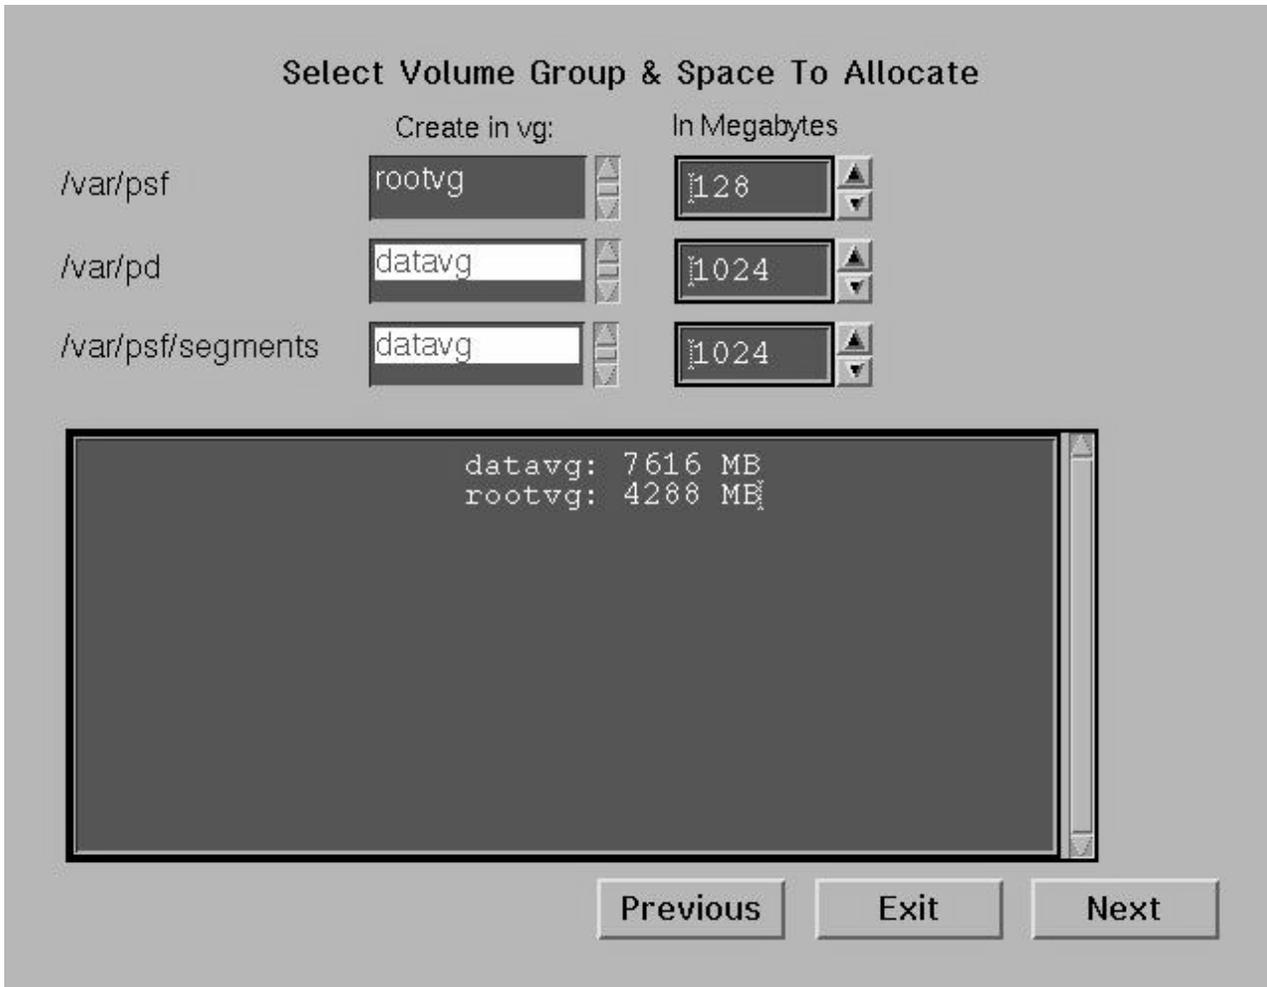 Select Volume Group & Space To Allocate
Create in vg: In Megabytes
/var/psf rootvg 128
/var/pd datavg 1024
/var/psf/segments datavg 1024
datavg: 7616 MB
rootvg: 4288 MB
Previous Exit Next